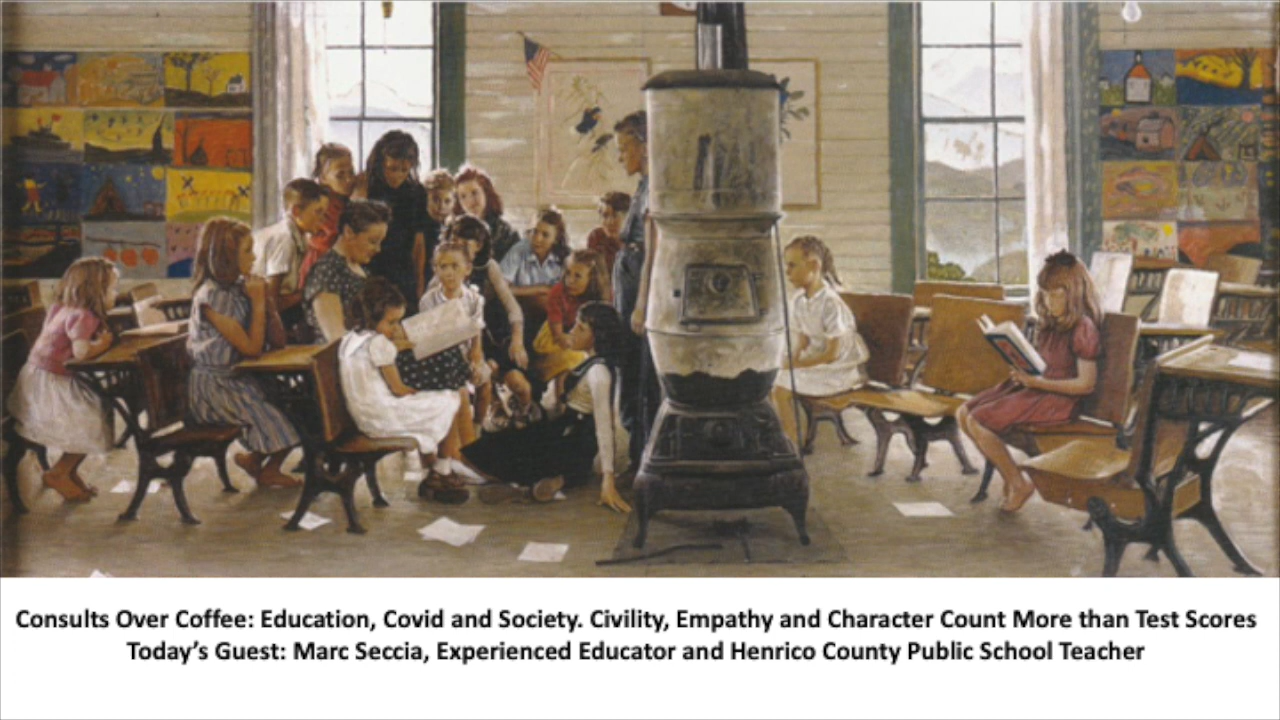 Consults Over Coffee: Education, Covid and Society. Civility, Empathy and Character Count More than Test Scores
Today’s Guest: Marc Seccia, Experienced Educator and Henrico County Public School Teacher